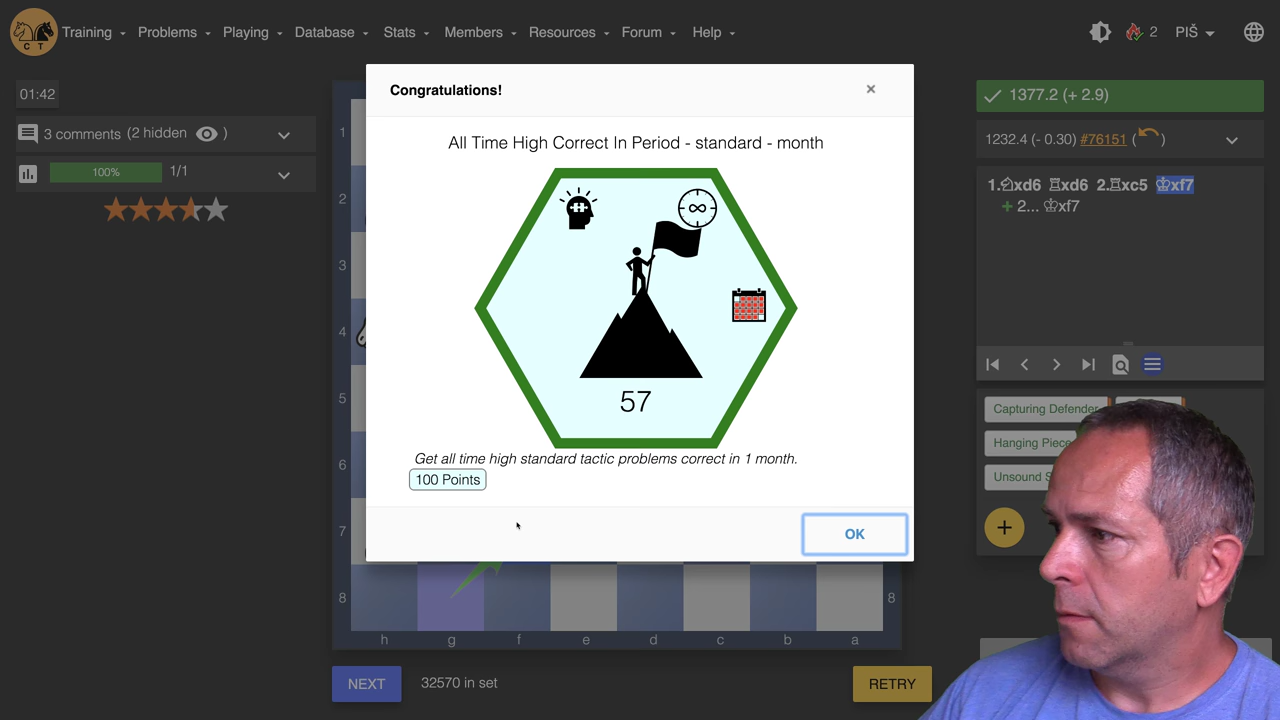 CT
Training
Problems
Playing
Database
Stats
Members
Resources
Forum
Help
2
PIŠ
01:42
3 comments (2 hidden )
100%
1/1
Congratulations!
×
All Time High Correct In Period - standard - month
57
Get all time high standard tactic problems correct in 1 month.
100 Points
OK
1377.2 (+ 2.9)
1232.4 (- 0.30) #76151 ( )
1.♘xd6 ♖xd6 2.♖xc5 ♔xf7
+ 2... ♔xf7
Capturing Defender
Hanging Piece
Unsound S
+
1
2
3
4
5
6
7
8
8
h g f e d c b a
NEXT
32570 in set
RETRY